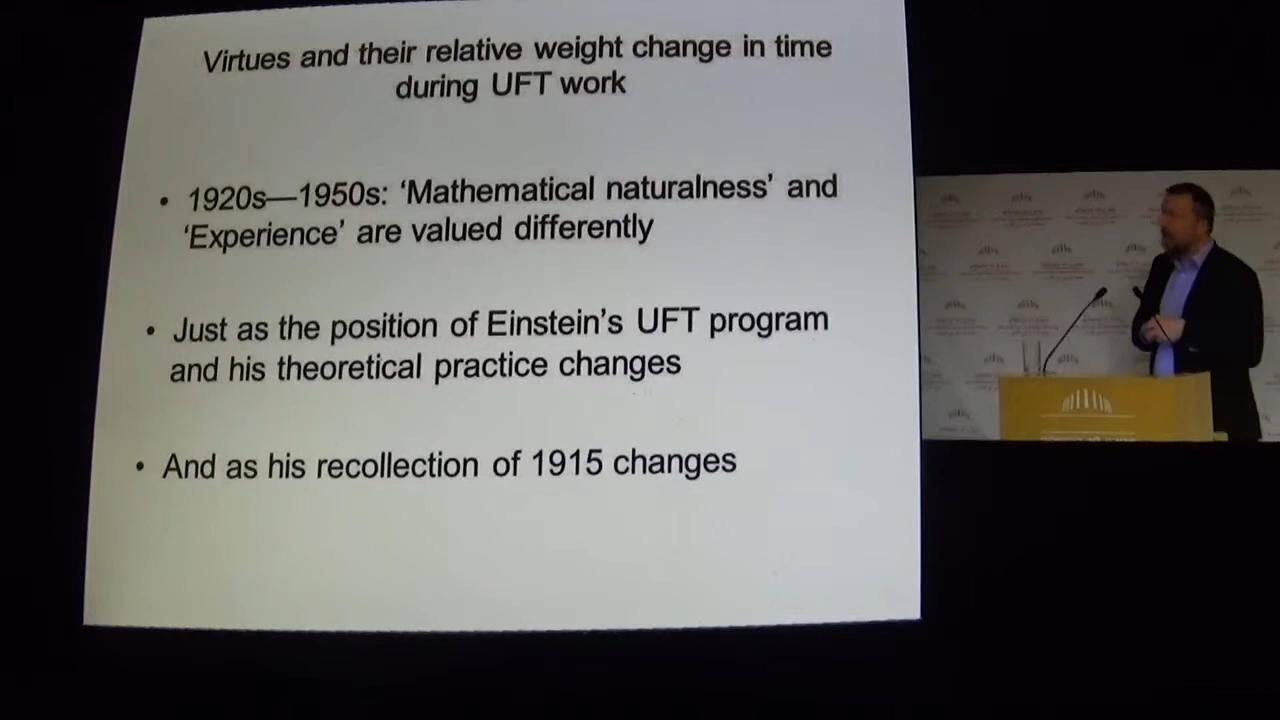 Virtues and their relative weight change in time
during UFT work
• 1920s—1950s: ‘Mathematical naturalness’ and
‘Experience’ are valued differently
• Just as the position of Einstein’s UFT program
and his theoretical practice changes
• And as his recollection of 1915 changes